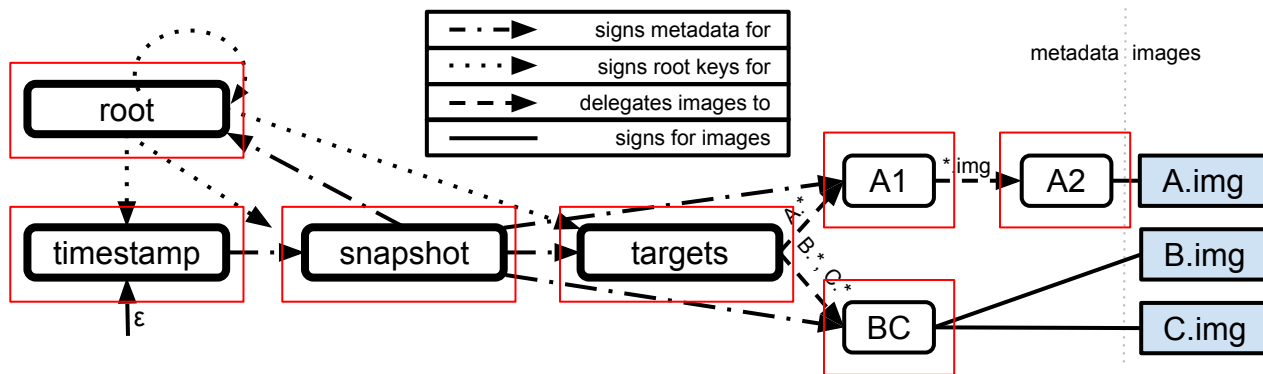 signs metadata for
signs root keys for
delegates images to
signs for images
metadata images
root
A1
*.img
A2
A.img
timestamp
snapshot
targets
A.*
B.*, C.*
B.img
ε
BC
C.img